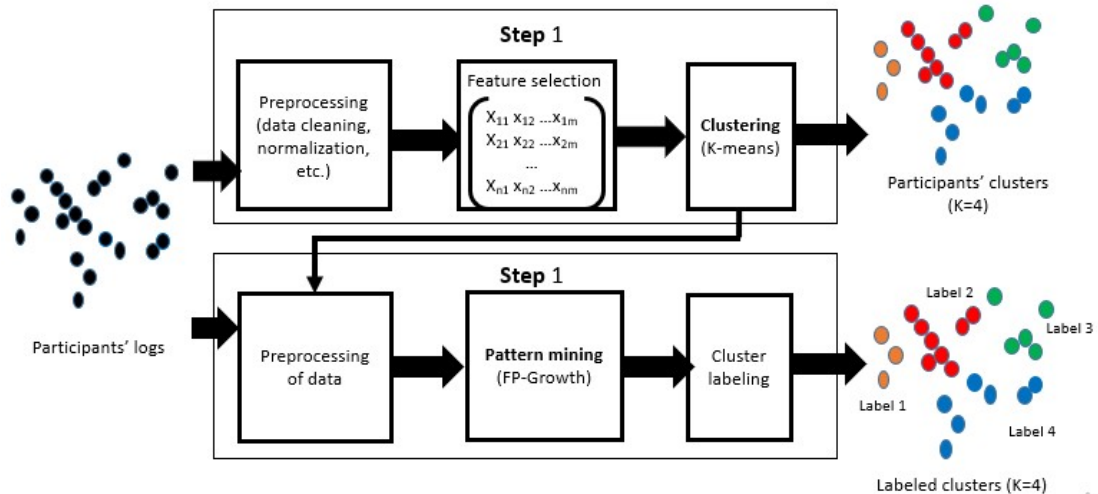 Step 1
Preprocessing
(data cleaning,
normalization,
etc.)
Feature selection
X₁₁ x₁₂ ...x₁ₘ
X₂₁ x₂₂ ...x₂ₘ
...
Xₙ₁ xₙ₂ ...xₙₘ
Clustering
(K-means)
Participants' clusters
(K=4)
Participants' logs
Step 1
Preprocessing
of data
Pattern mining
(FP-Growth)
Cluster
labeling
Label 2
Label 3
Label 1
Label 4
Labeled clusters (K=4)